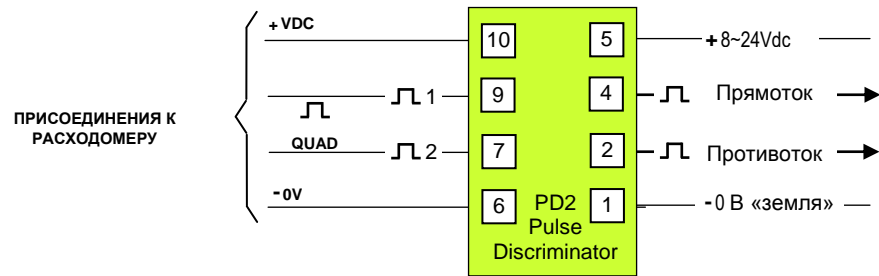 + VDC
10 5 + 8~24Vdc
1 9 4 Прямоток
ПРИСОЕДИНЕНИЯ К
РАСХОДОМЕРУ
QUAD 2 7 2 Противоток
- 0V
6 PD2 1 - 0 В «земля»
Pulse
Discriminator